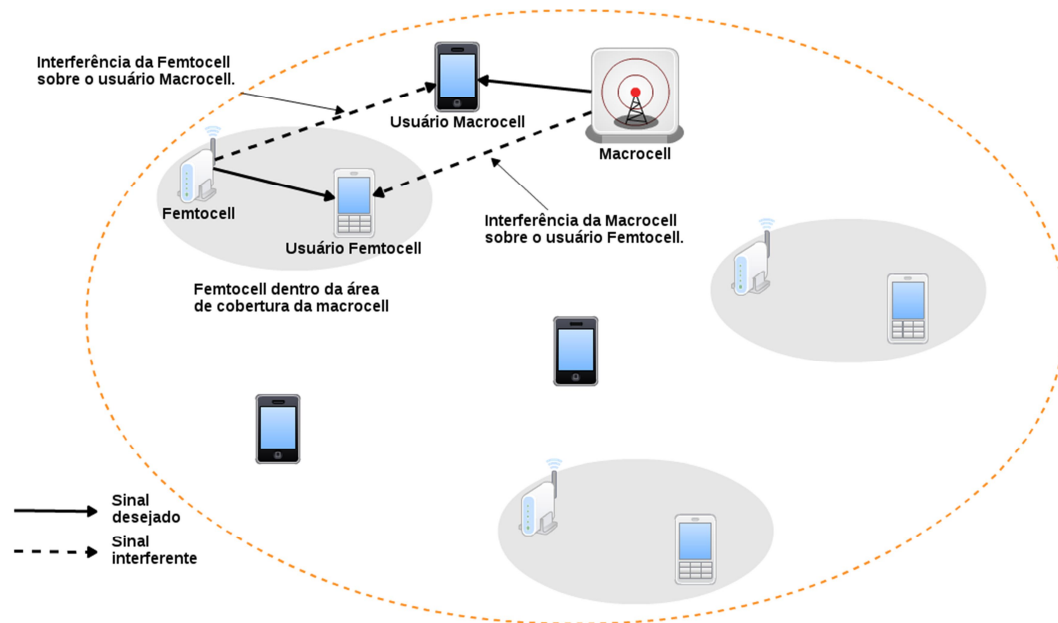 Interferência da Femtocell
sobre o usuário Macrocell.
Usuário Macrocell
Macrocell
Femtocell
Usuário Femtocell
Interferência da Macrocell
sobre o usuário Femtocell.
Femtocell dentro da área
de cobertura da macrocell
Sinal
desejado
Sinal
interferente